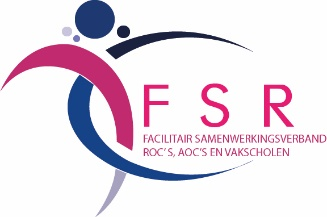 FSR
FACILITAIR SAMENWERKINGSVERBAND
ROC'S, AOC'S EN VAKSCHOLEN